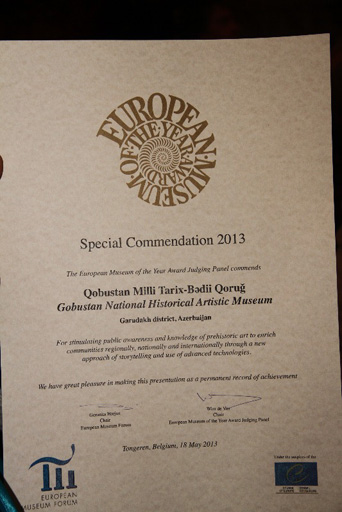 EUROPEAN MUSEUM OF THE YEAR AWARD
Special Commendation 2013
The European Museum of the Year Award Judging Panel commends
Qobustan Milli Tarix-Bədii Qoruğ
Gobustan National Historical Artistic Museum
Garadakh district, Azerbaijan
For stimulating public awareness and knowledge of prehistoric art to enrich
communities regionally, nationally and internationally through a new
approach of storytelling and use of advanced technologies.
We have great pleasure in making this presentation as a permanent record of achievement
Chair
European Museum Forum
Wim de Vos
Chair
European Museum of the Year Award Judging Panel
Tongeren, Belgium, 18 May 2013
EUROPEAN
MUSEUM FORUM
Under the auspices of the